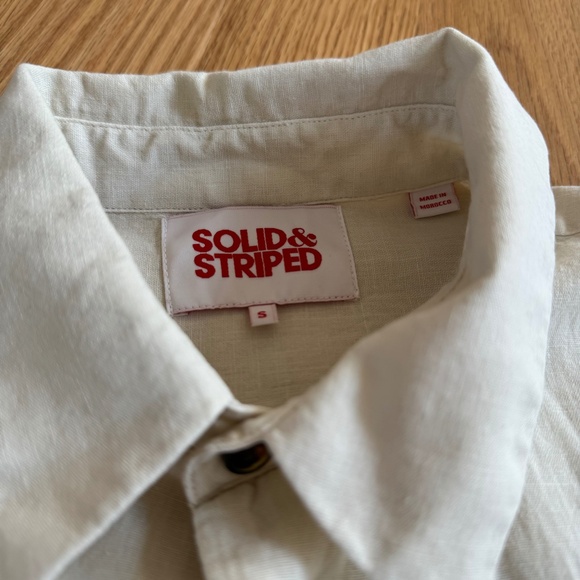 SOLID&
STRIPED
S
MADE IN
MOROCCO